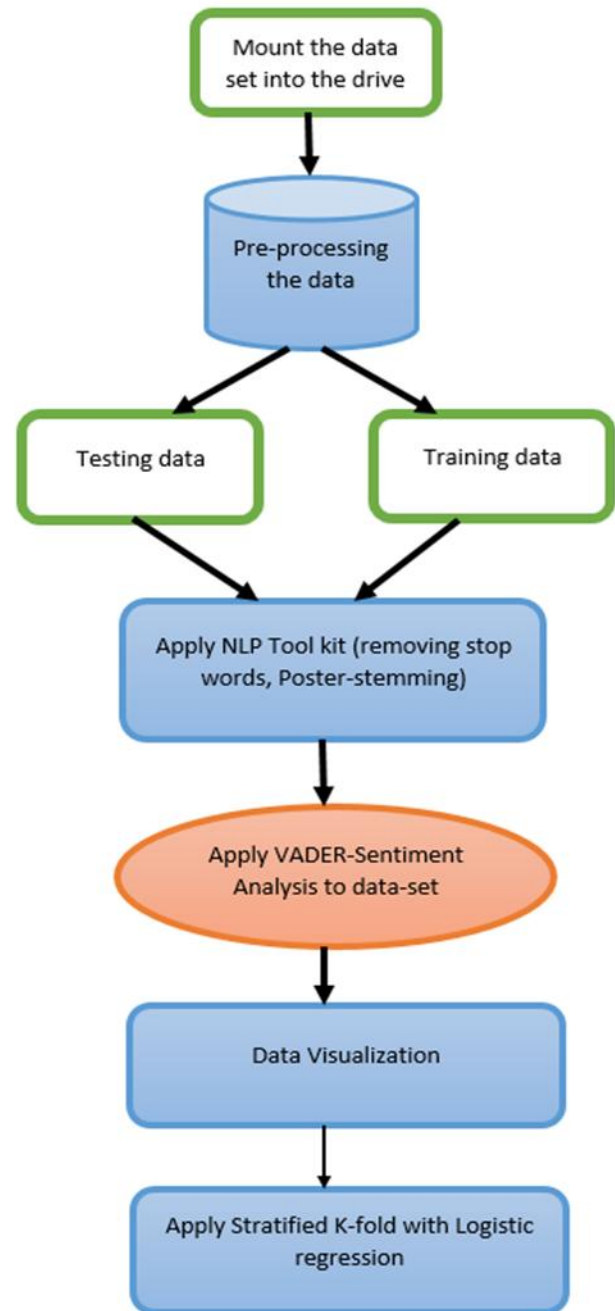 Mount the data
set into the drive
Pre-processing
the data
Testing data
Training data
Apply NLP Tool kit (removing stop
words, Poster-stemming)
Apply VADER-Sentiment
Analysis to data-set
Data Visualization
Apply Stratified K-fold with Logistic
regression